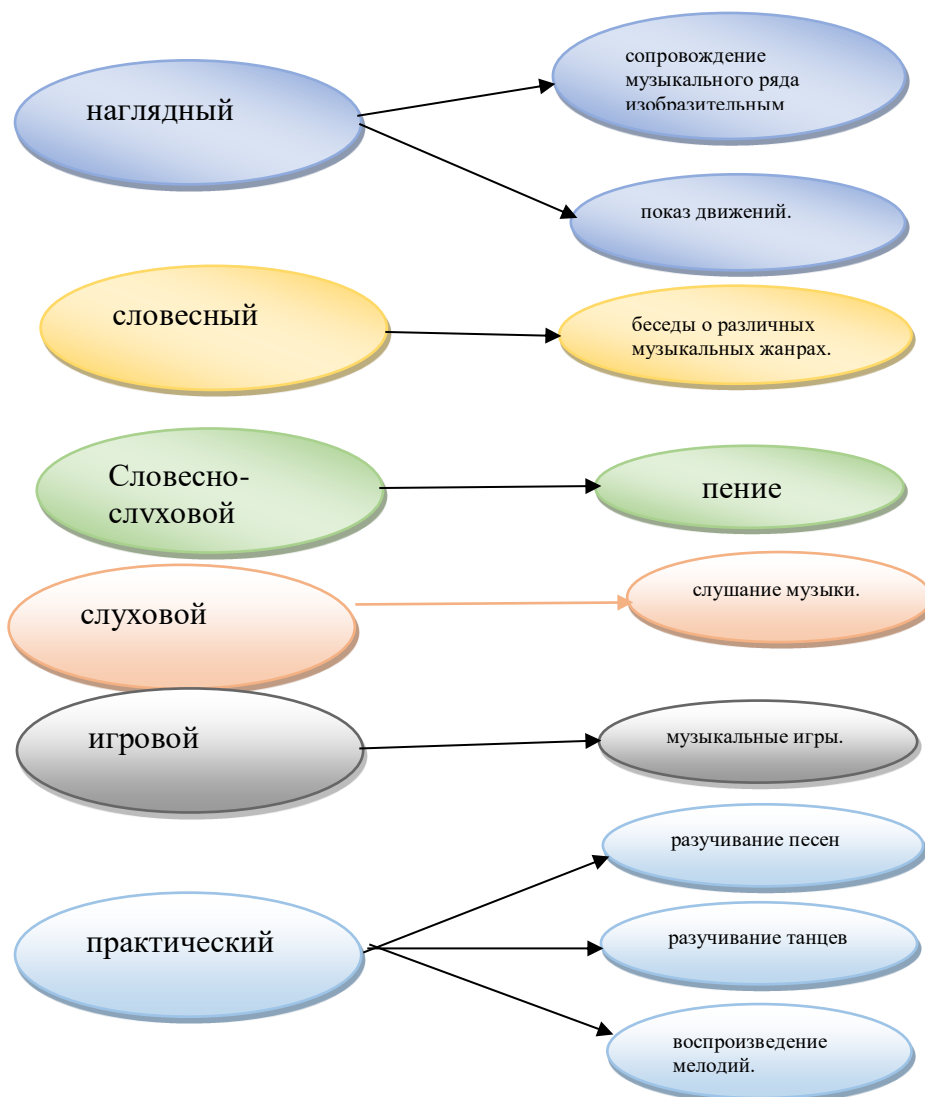 наглядный
сопровождение
музыкального ряда
изобразительным
показ движений.
словесный
беседы о различных
музыкальных жанрах.
Словесно-
слуховой
пение
слуховой
слушание музыки.
игровой
музыкальные игры.
практический
разучивание песен
разучивание танцев
воспроизведение
мелодий.